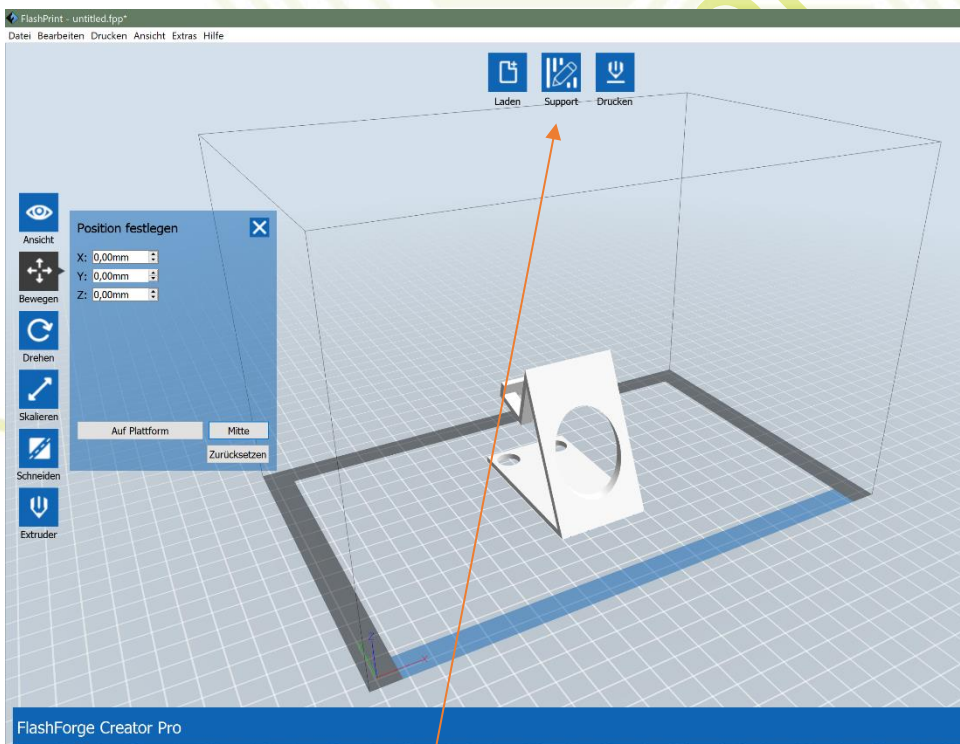 FlashPrint - untitled.fpp*
Datei Bearbeiten Drucken Ansicht Extras Hilfe
Laden Support Drucken
Ansicht
Bewegen
Drehen
Skalieren
Schneiden
Extruder
Position festlegen
X: 0,00mm
Y: 0,00mm
Z: 0,00mm
Auf Plattform Mitte
Zurücksetzen
Z
X
FlashForge Creator Pro